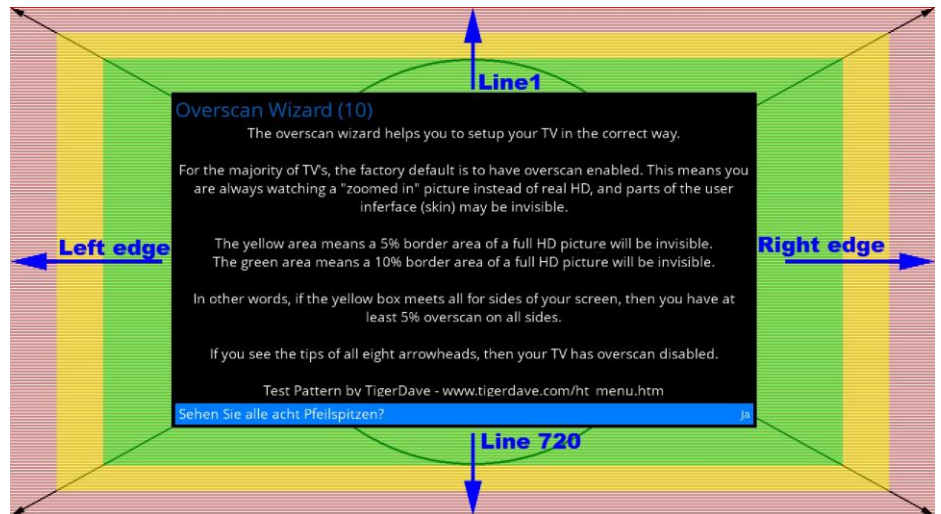 Line1
Overscan Wizard (10)
The overscan wizard helps you to setup your TV in the correct way.
For the majority of TV's, the factory default is to have overscan enabled. This means you
are always watching a "zoomed in" picture instead of real HD, and parts of the user
inferface (skin) may be invisible.
Left edge
Right edge
The yellow area means a 5% border area of a full HD picture will be invisible.
The green area means a 10% border area of a full HD picture will be invisible.
In other words, if the yellow box meets all for sides of your screen, then you have at
least 5% overscan on all sides.
If you see the tips of all eight arrowheads, then your TV has overscan disabled.
Test Pattern by TigerDave - www.tigerdave.com/ht_menu.htm
Sehen Sie alle acht Pfeilspitzen?
Ja
Line 720